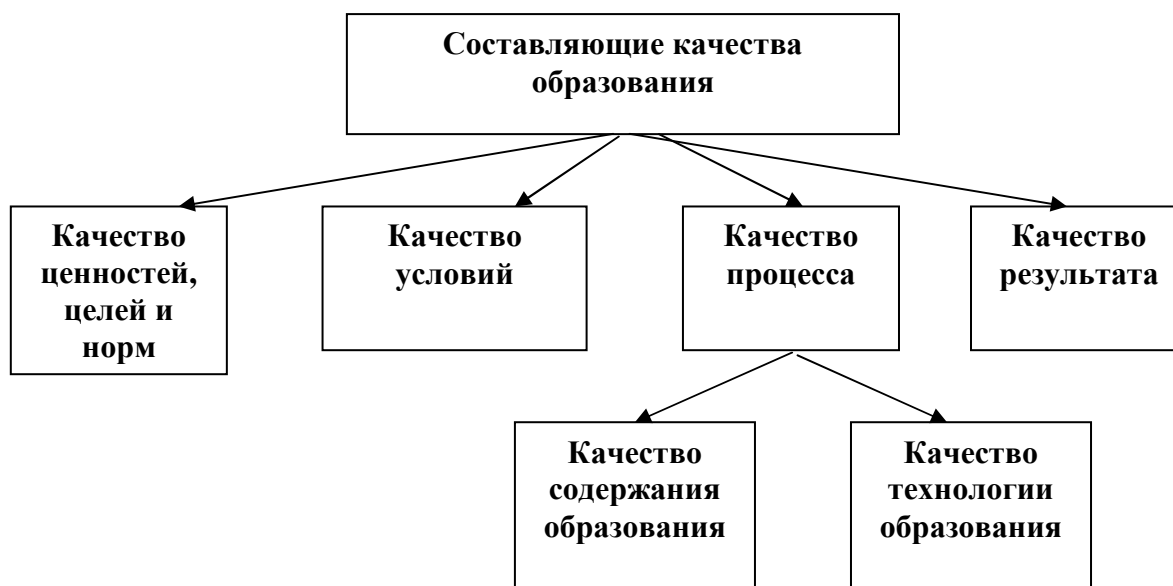 Составляющие качества
образования
Качество
ценностей,
целей и
норм
Качество
условий
Качество
процесса
Качество
результата
Качество
содержания
образования
Качество
технологии
образования